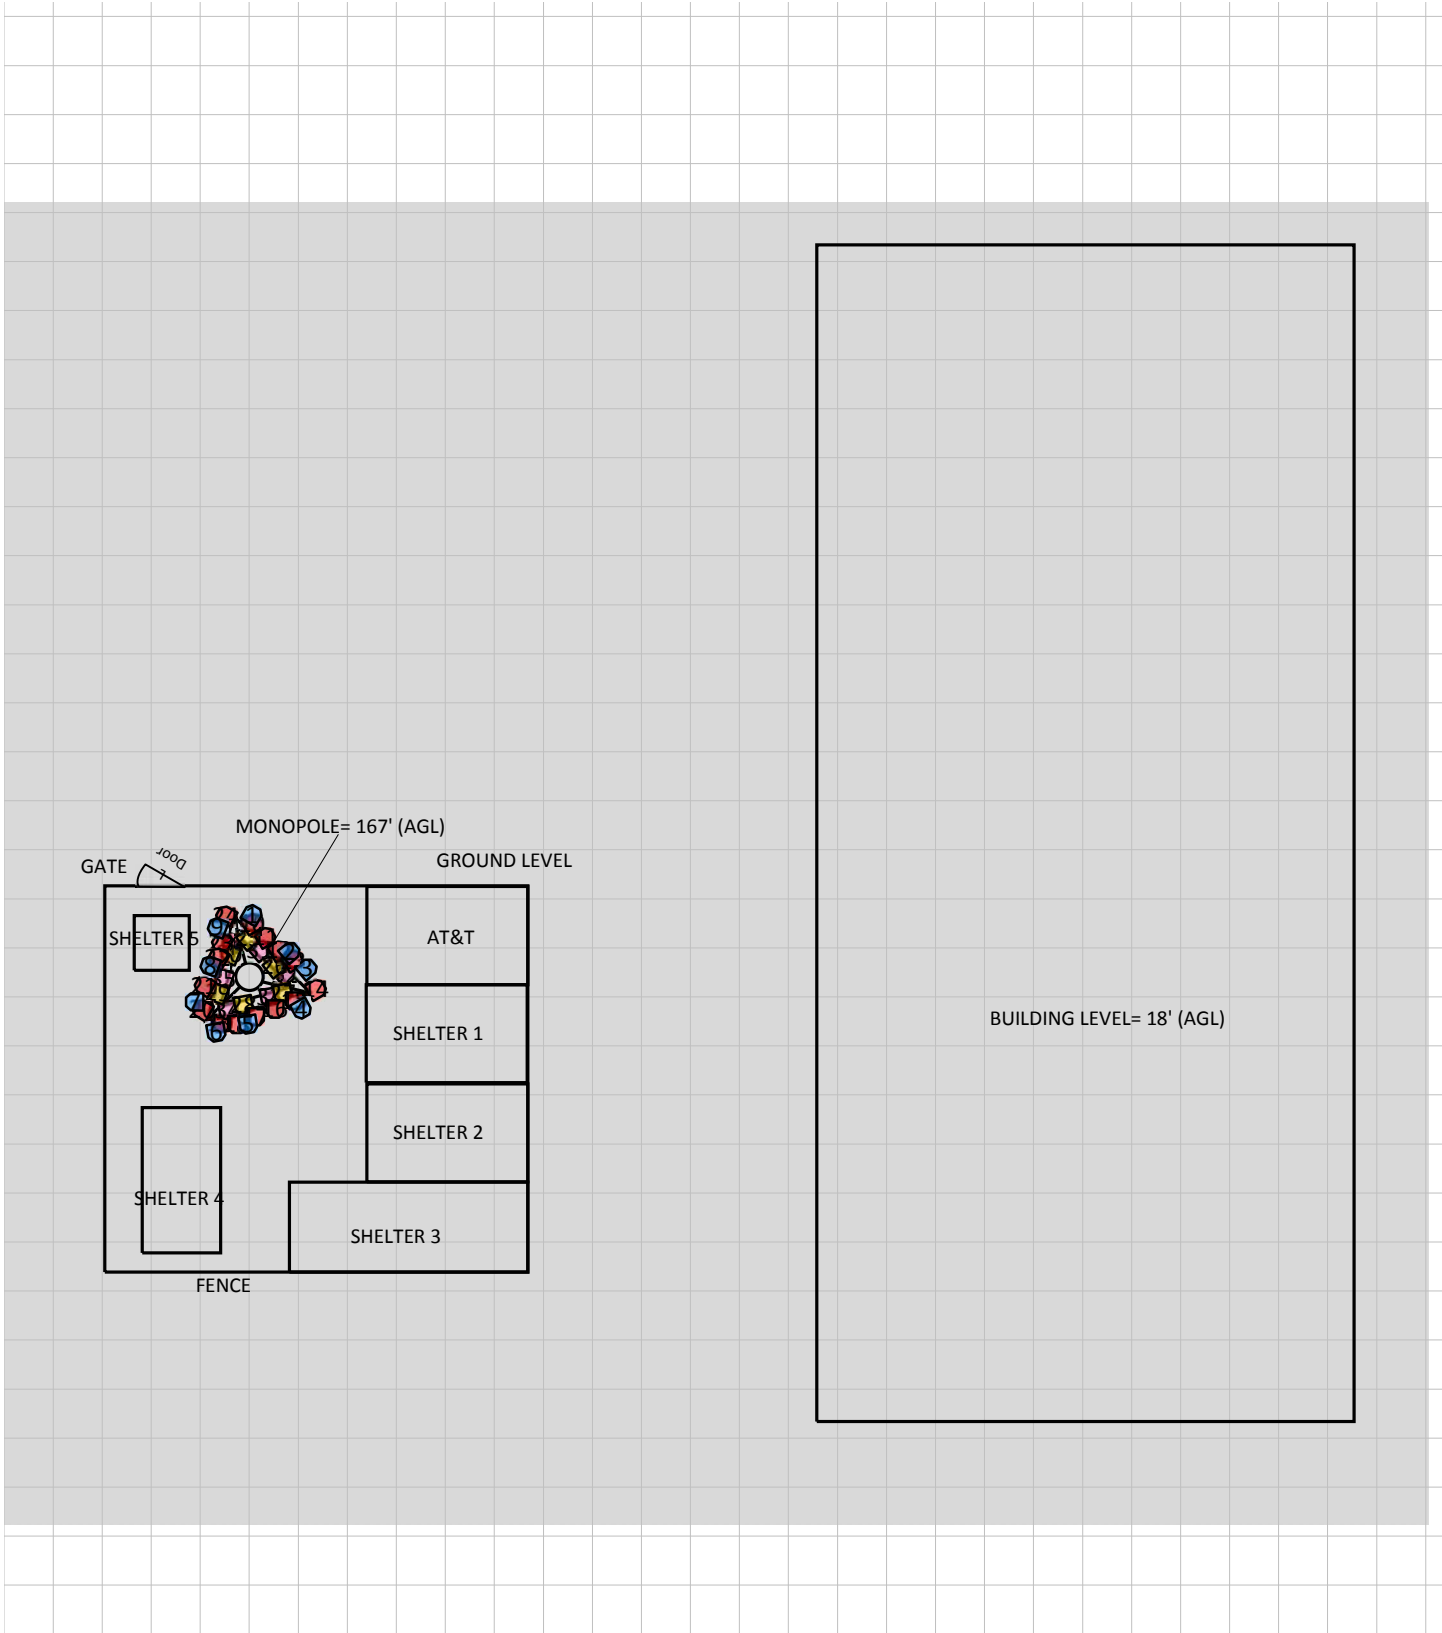 MONOPOLE= 167' (AGL)
GATE
Door
GROUND LEVEL
SHELTER 5
AT&T
SHELTER 1
BUILDING LEVEL= 18' (AGL)
SHELTER 2
SHELTER 4
SHELTER 3
FENCE